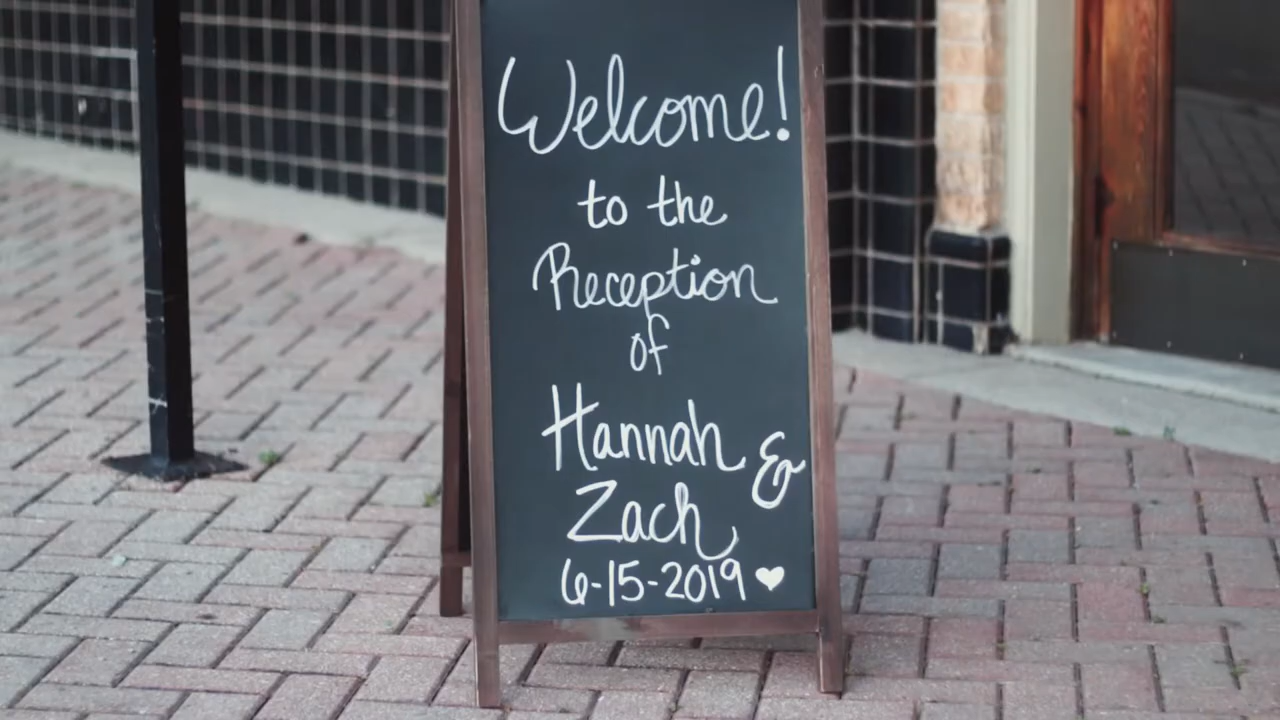 Welcome!
to the
Reception
of
Hannah &
Zach
6-15-2019 ♥